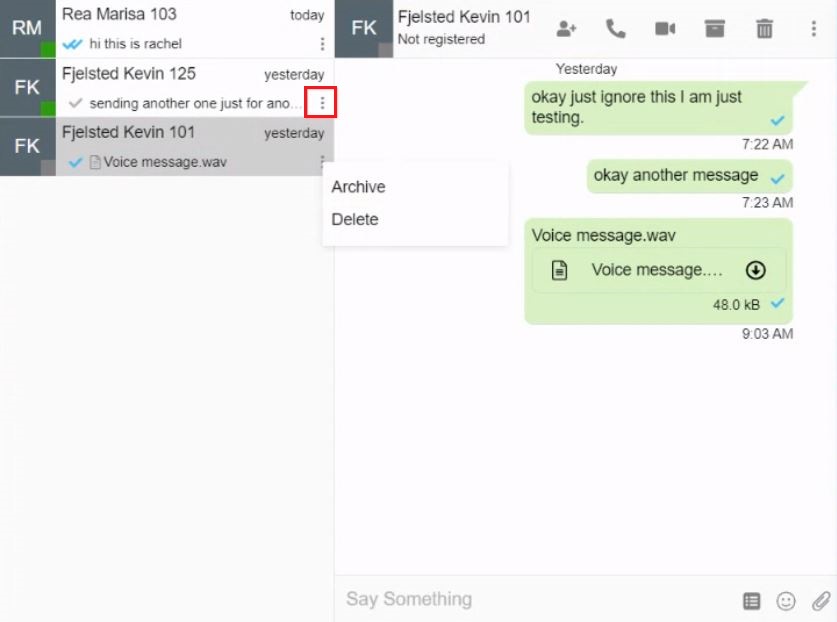 RM
Rea Marisa 103
today
hi this is rachel
FK
Fjelsted Kevin 125
yesterday
sending another one just for ano...
FK
Fjelsted Kevin 101
yesterday
Voice message.wav
Archive
Delete
FK
Fjelsted Kevin 101
Not registered
Yesterday
okay just ignore this I am just
testing.
7:22 AM
okay another message
7:23 AM
Voice message.wav
Voice message....
48.0 kB
9:03 AM
Say Something